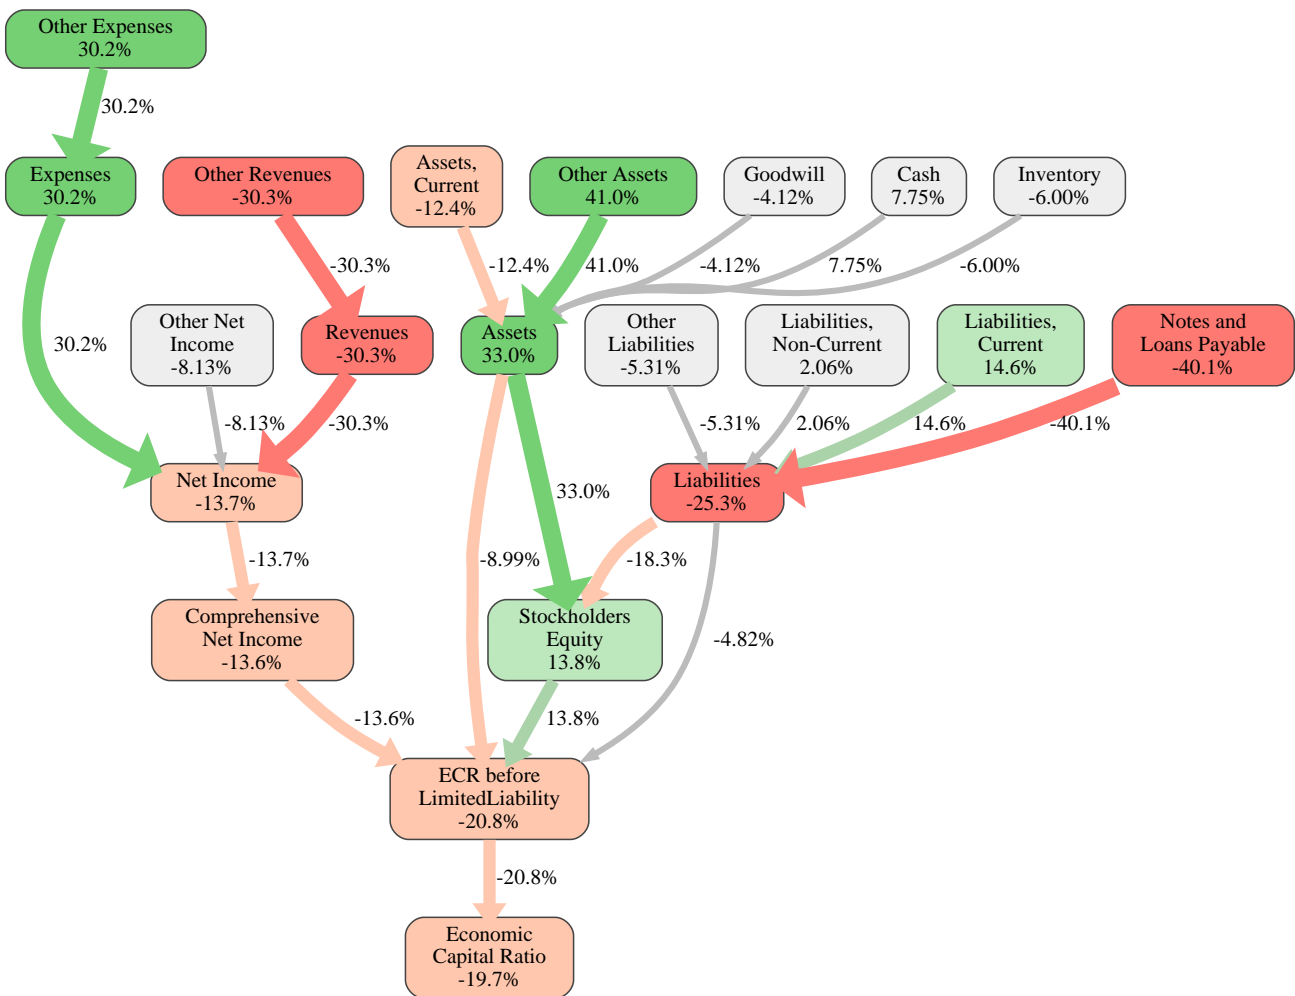 Other Expenses
30.2%
30.2%
Expenses
30.2%
Other Revenues
-30.3%
Assets,
Current
-12.4%
Other Assets
41.0%
Goodwill
-4.12%
Cash
7.75%
Inventory
-6.00%
-30.3%
-12.4%
41.0%
-4.12%
7.75%
-6.00%
30.2%
Other Net
Income
-8.13%
Revenues
-30.3%
Assets
33.0%
Other
Liabilities
-5.31%
Liabilities,
Non-Current
2.06%
Liabilities,
Current
14.6%
Notes and
Loans Payable
-40.1%
-8.13%
-30.3%
-5.31%
2.06%
14.6%
-40.1%
Net Income
-13.7%
33.0%
Liabilities
-25.3%
-13.7%
-8.99%
-18.3%
Comprehensive
Net Income
-13.6%
Stockholders
Equity
13.8%
-4.82%
-13.6%
13.8%
ECR before
LimitedLiability
-20.8%
-20.8%
Economic
Capital Ratio
-19.7%